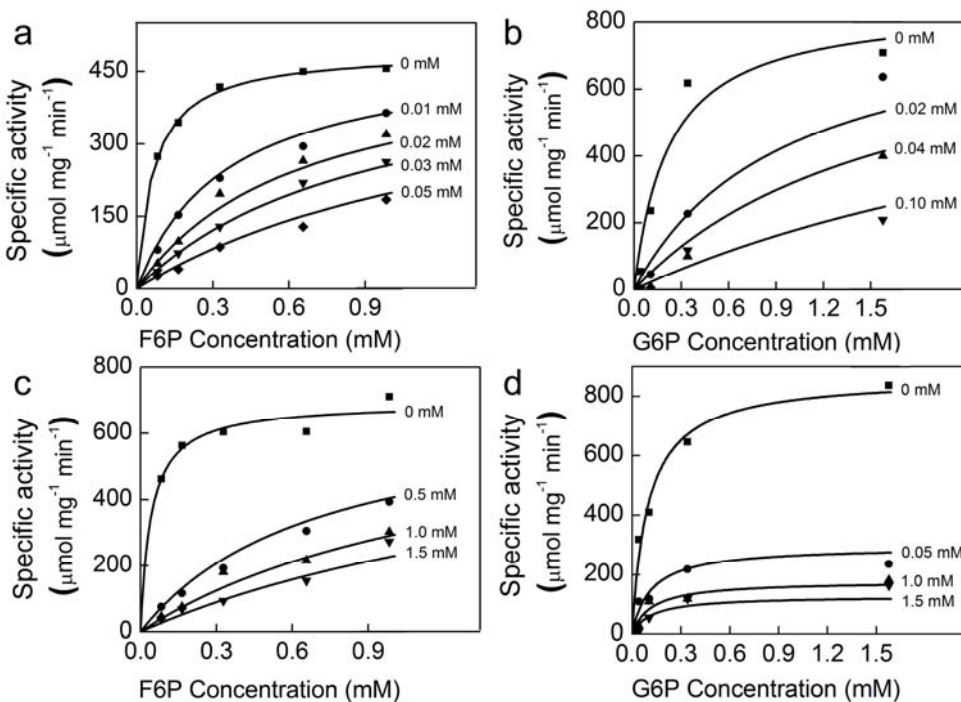 a
Specific activity
(μmol mg⁻¹ min⁻¹)
450
300
150
0
0 mM
0.01 mM
0.02 mM
0.03 mM
0.05 mM
0.0 0.3 0.6 0.9
F6P Concentration (mM)
b
Specific activity
(μmol mg⁻¹ min⁻¹)
800
600
400
200
0
0 mM
0.02 mM
0.04 mM
0.10 mM
0.0 0.3 0.6 0.9 1.2 1.5
G6P Concentration (mM)
c
Specific activity
(μmol mg⁻¹ min⁻¹)
800
600
400
200
0
0 mM
0.5 mM
1.0 mM
1.5 mM
0.0 0.3 0.6 0.9
F6P Concentration (mM)
d
Specific activity
(μmol mg⁻¹ min⁻¹)
800
600
400
200
0
0 mM
0.05 mM
1.0 mM
1.5 mM
0.0 0.3 0.6 0.9 1.2 1.5
G6P Concentration (mM)